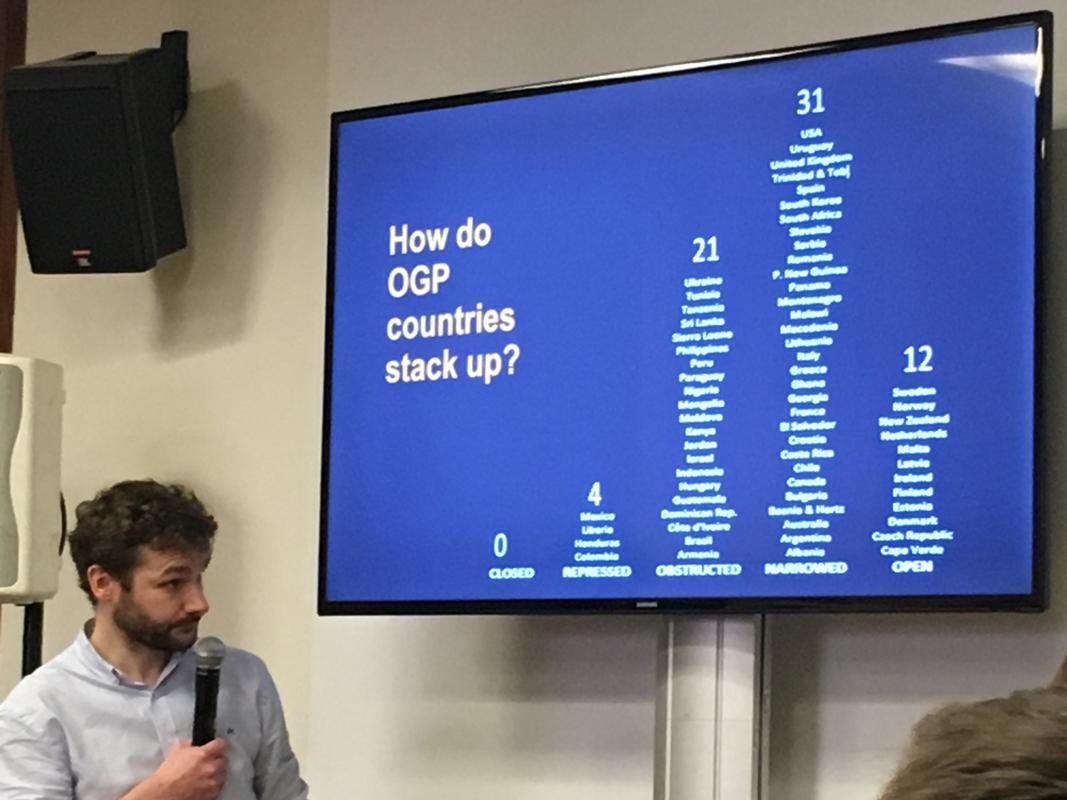 How do
OGP
countries
stack up?
0
CLOSED
4
Mexico
Liberia
Honduras
Colombia
REPRESSED
21
Ukraine
Tunisia
Tanzania
Sri Lanka
Sierra Leone
Philippines
Peru
Paraguay
Nigeria
Mongolia
Moldova
Kenya
Jordan
Israel
Indonesia
Hungary
Guatemala
Dominican Rep.
Côte d'Ivoire
Brasil
Armenia
OBSTRUCTED
31
USA
Uruguay
United Kingdom
Trinidad & Tob
Spain
South Korea
South Africa
Slovakia
Serbia
Romania
P. New Guinea
Panama
Montenegro
Malawi
Macedonia
Lithuania
Italy
Greece
Ghana
Georgia
France
El Salvador
Croatia
Costa Rica
Chile
Canada
Bulgaria
Bosnia & Hertz
Australia
Argentina
Albania
NARROWED
12
Sweden
Norway
New Zealand
Netherlands
Malta
Latvia
Ireland
Finland
Estonia
Denmark
Czech Republic
Cape Verde
OPEN